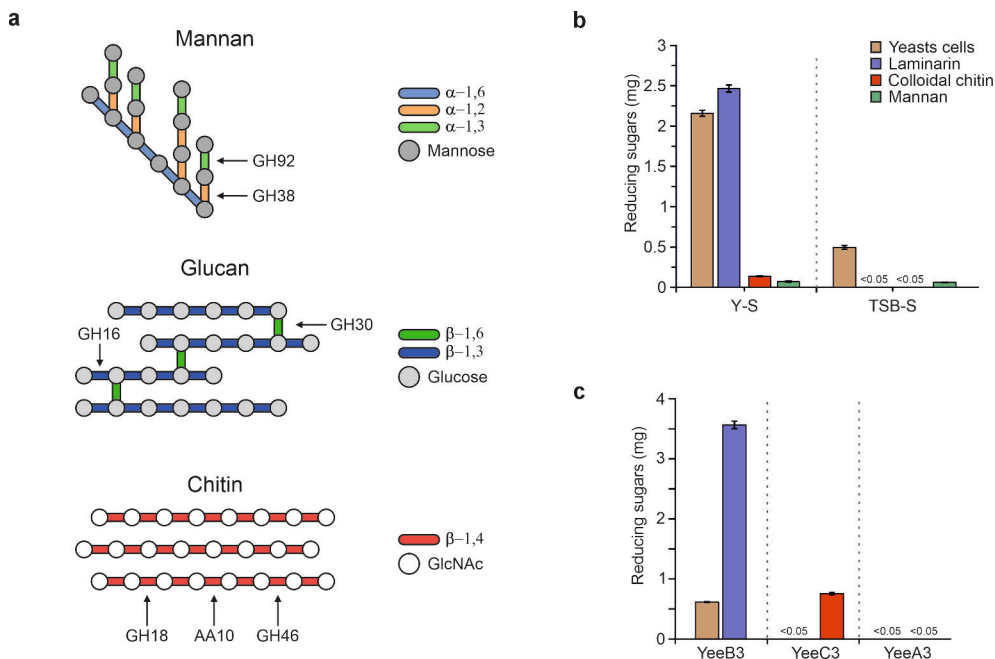 a
Mannan
α−1,6
α−1,2
α−1,3
Mannose
GH92
GH38
Glucan
GH16
GH30
β−1,6
β−1,3
Glucose
Chitin
β−1,4
GlcNAc
GH18 AA10 GH46
b
Yeasts cells
Laminarin
Colloidal chitin
Mannan
Reducing sugars (mg)
3
2.5
2
1.5
1
0.5
0
<0.05 <0.05
Y-S TSB-S
c
Reducing sugars (mg)
4
3
2
1
0
<0.05 <0.05 <0.05
YeeB3 YeeC3 YeeA3